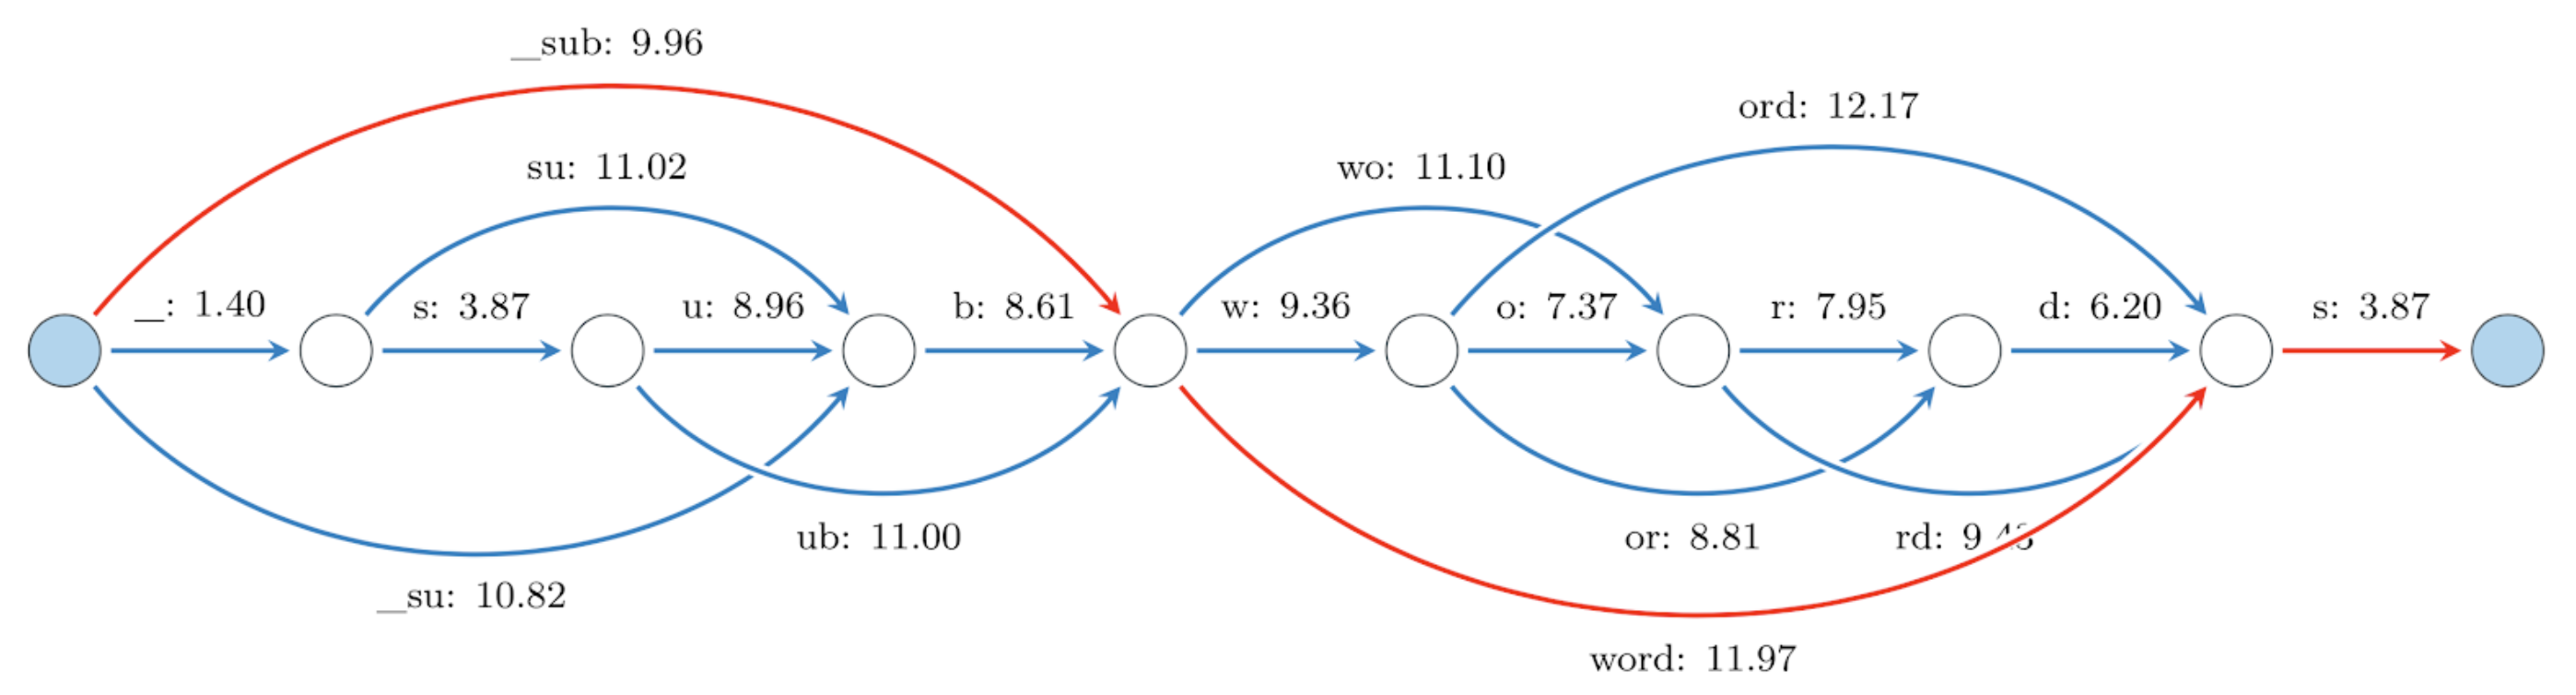 _sub: 9.96
ord: 12.17
su: 11.02
wo: 11.10
_: 1.40
s: 3.87
u: 8.96
b: 8.61
w: 9.36
o: 7.37
r: 7.95
d: 6.20
s: 3.87
ub: 11.00
or: 8.81
rd:
_su: 10.82
word: 11.97